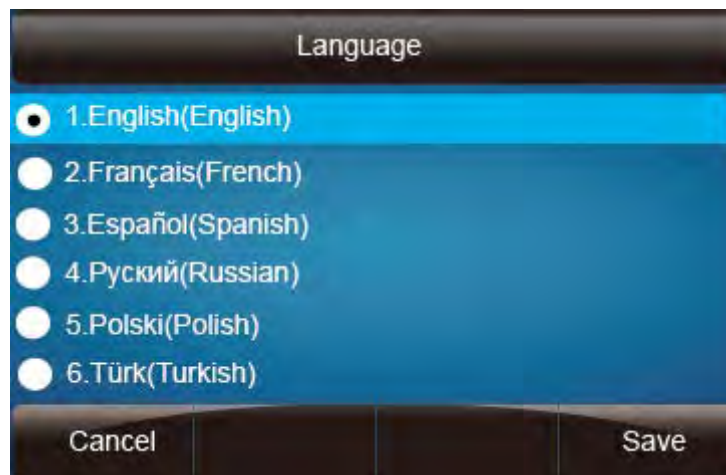 Language
1.English(English)
2.Français(French)
3.Español(Spanish)
4.Руский(Russian)
5.Polski(Polish)
6.Türk(Turkish)
Cancel Save